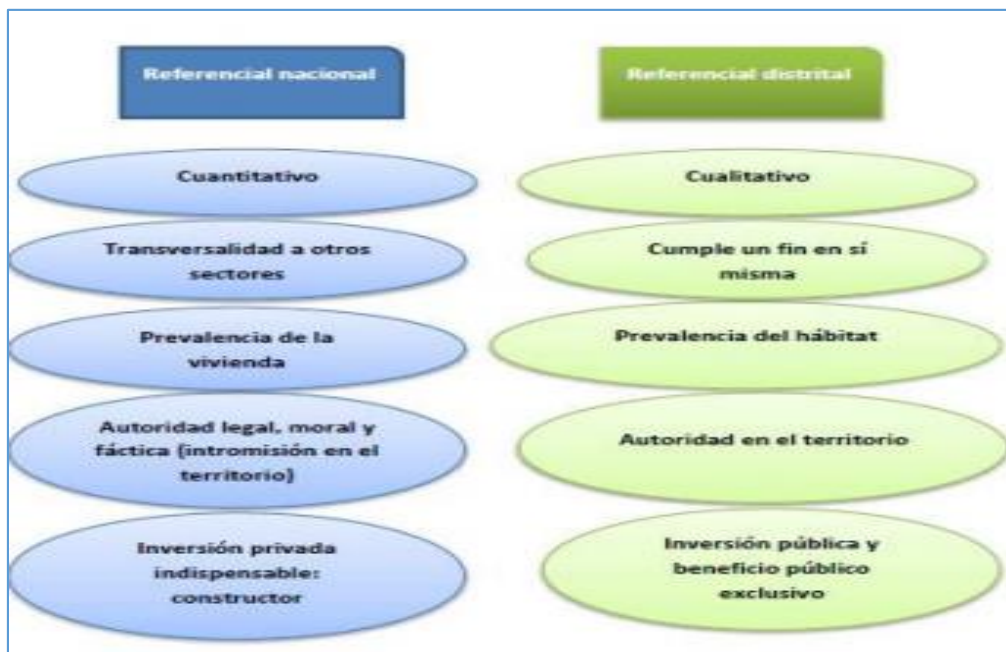 Referencial nacional
Cuantitativo
Transversalidad a otros
sectores
Prevalencia de la
vivienda
Autoridad legal, moral y
fáctica (intromisión en el
territorio)
Inversión privada
indispensable:
constructor
Referencial distrital
Cualitativo
Cumple un fin en sí
misma
Prevalencia del hábitat
Autoridad en el territorio
Inversión pública y
beneficio público
exclusivo